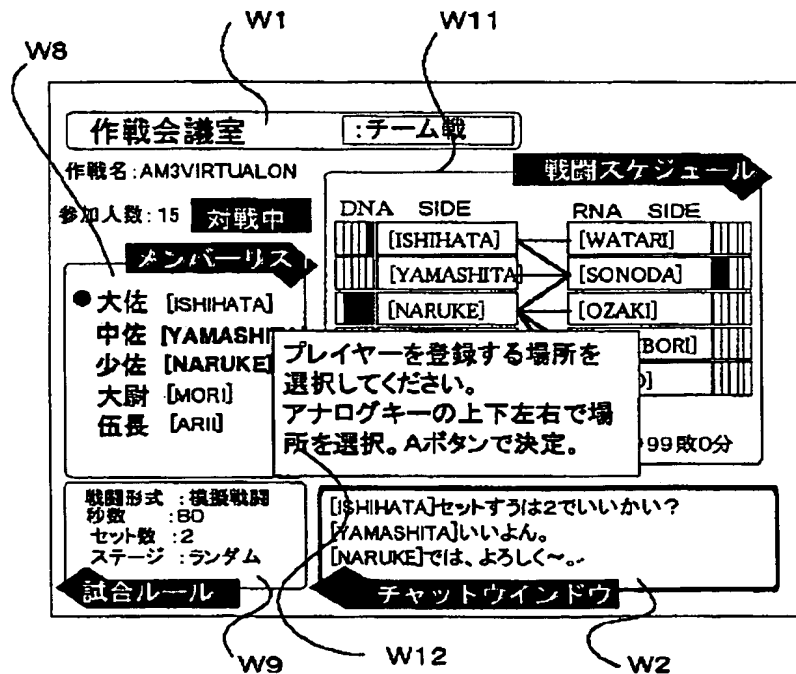 W1
W11
W8
作戦会議室 :チーム戦
作戦名:AM3VIRTUALON
戦闘スケジュール
参加人数:15 対戦中
DNA SIDE RNA SIDE
[ISHIHATA] [WATARI]
[YAMASHITA [SONODA]
[NARUKE] [OZAKI]
BORI]
]
99敗0分
メンバーリス
●大佐 [ISHIHATA]
中佐 [YAMASHITA
少佐 [NARUKE]
大尉 [MORI]
伍長 [ARII]
プレイヤーを登録する場所を
選択してください。
アナログキーの上下左右で場
所を選択。Aボタンで決定。
戦闘形式 :模擬戦闘
秒数 :80
セット数 :2
ステージ :ランダム
試合ルール
[ISHIHATA]セットすうは2でいいかい?
[YAMASHITA]いいよん。
[NARUKE]では、よろしく~。
チャットウインドウ
W9
W12
W2